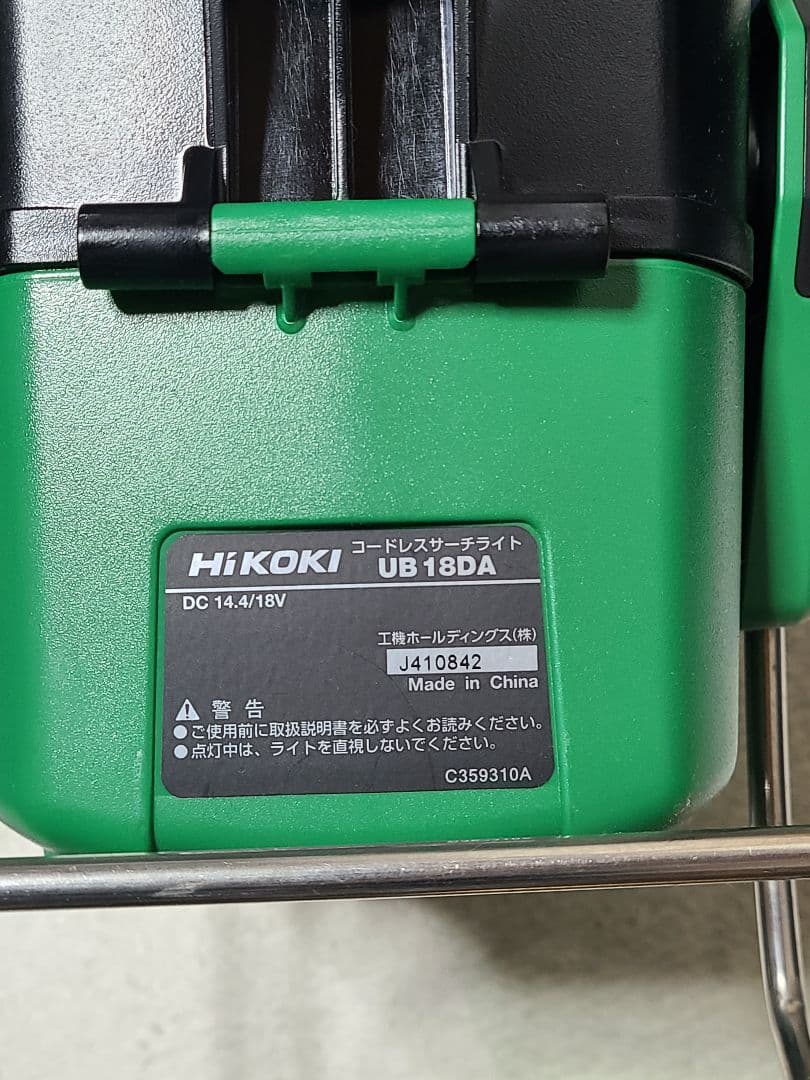 HiKOKI コードレスサーチライト
UB 18DA
DC 14.4/18V
工機ホールディングス(株)
J410842
Made in China
⚠ 警告
●ご使用前に取扱説明書を必ずよくお読みください。
●点灯中は、ライトを直視しないでください。
C359310A